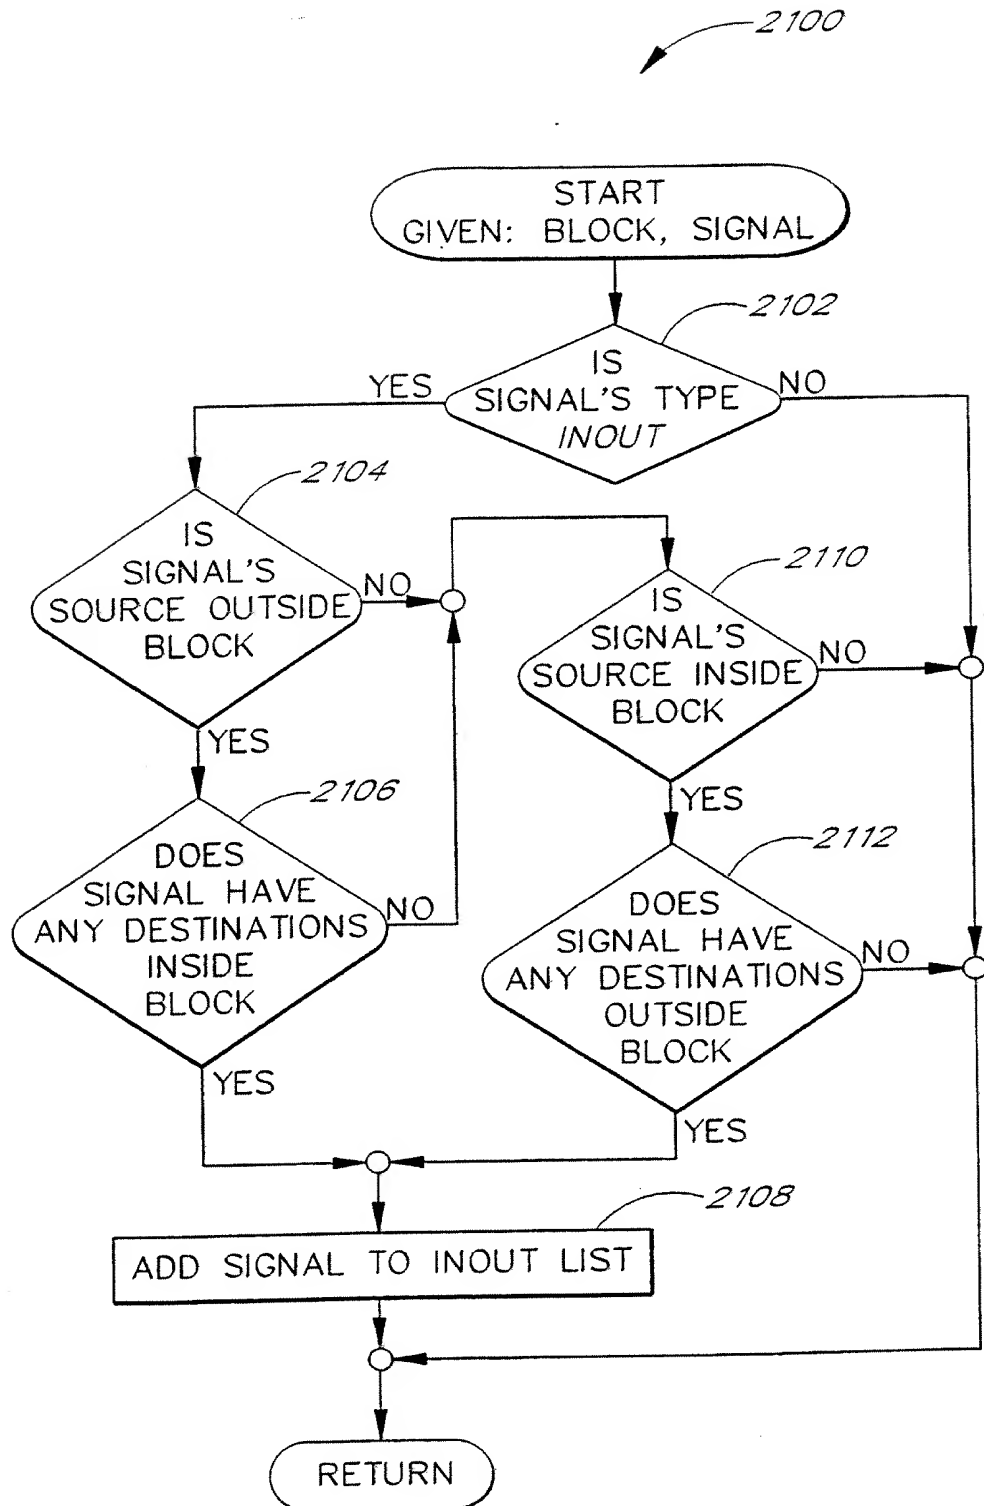 2100
START
GIVEN: BLOCK, SIGNAL
2102
IS
SIGNAL'S TYPE
INOUT
YES
NO
2104
IS
SIGNAL'S
SOURCE OUTSIDE
BLOCK
NO
YES
2110
IS
SIGNAL'S
SOURCE INSIDE
BLOCK
NO
YES
2106
DOES
SIGNAL HAVE
ANY DESTINATIONS
INSIDE
BLOCK
NO
YES
2112
DOES
SIGNAL HAVE
ANY DESTINATIONS
OUTSIDE
BLOCK
NO
YES
2108
ADD SIGNAL TO INOUT LIST
RETURN